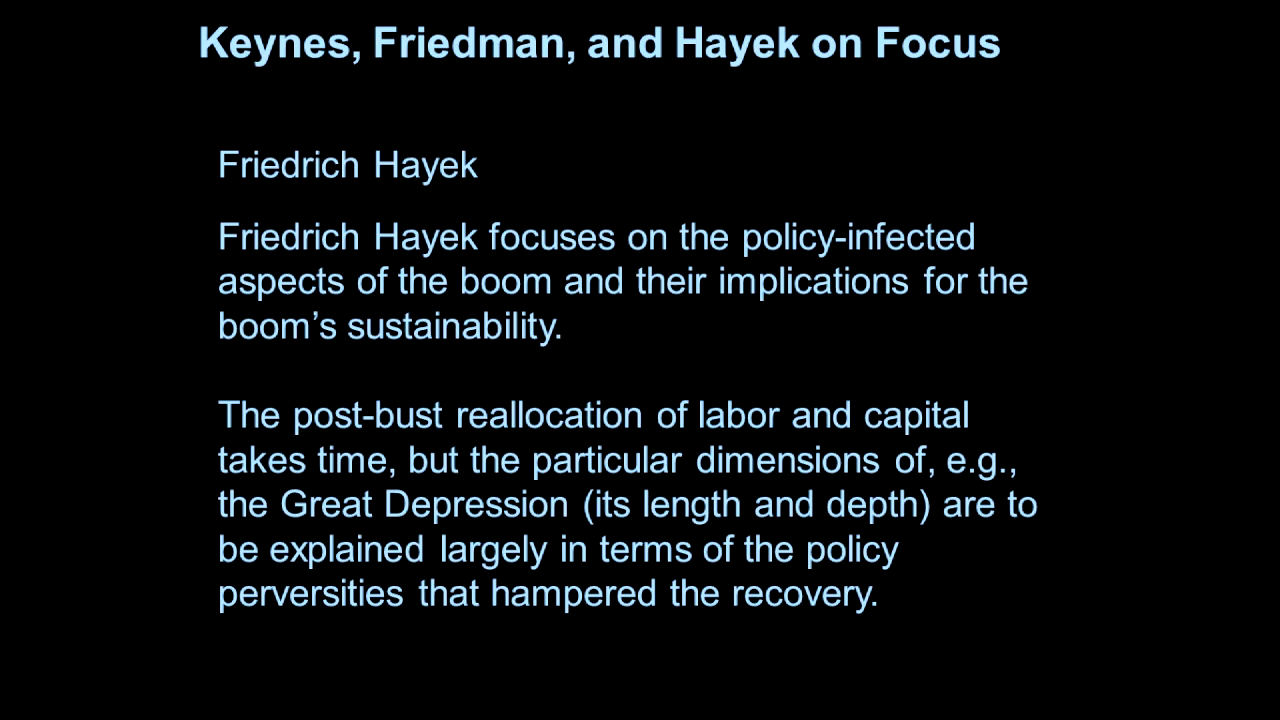 Keynes, Friedman, and Hayek on Focus
Friedrich Hayek
Friedrich Hayek focuses on the policy-infected
aspects of the boom and their implications for the
boom’s sustainability.
The post-bust reallocation of labor and capital
takes time, but the particular dimensions of, e.g.,
the Great Depression (its length and depth) are to
be explained largely in terms of the policy
perversities that hampered the recovery.